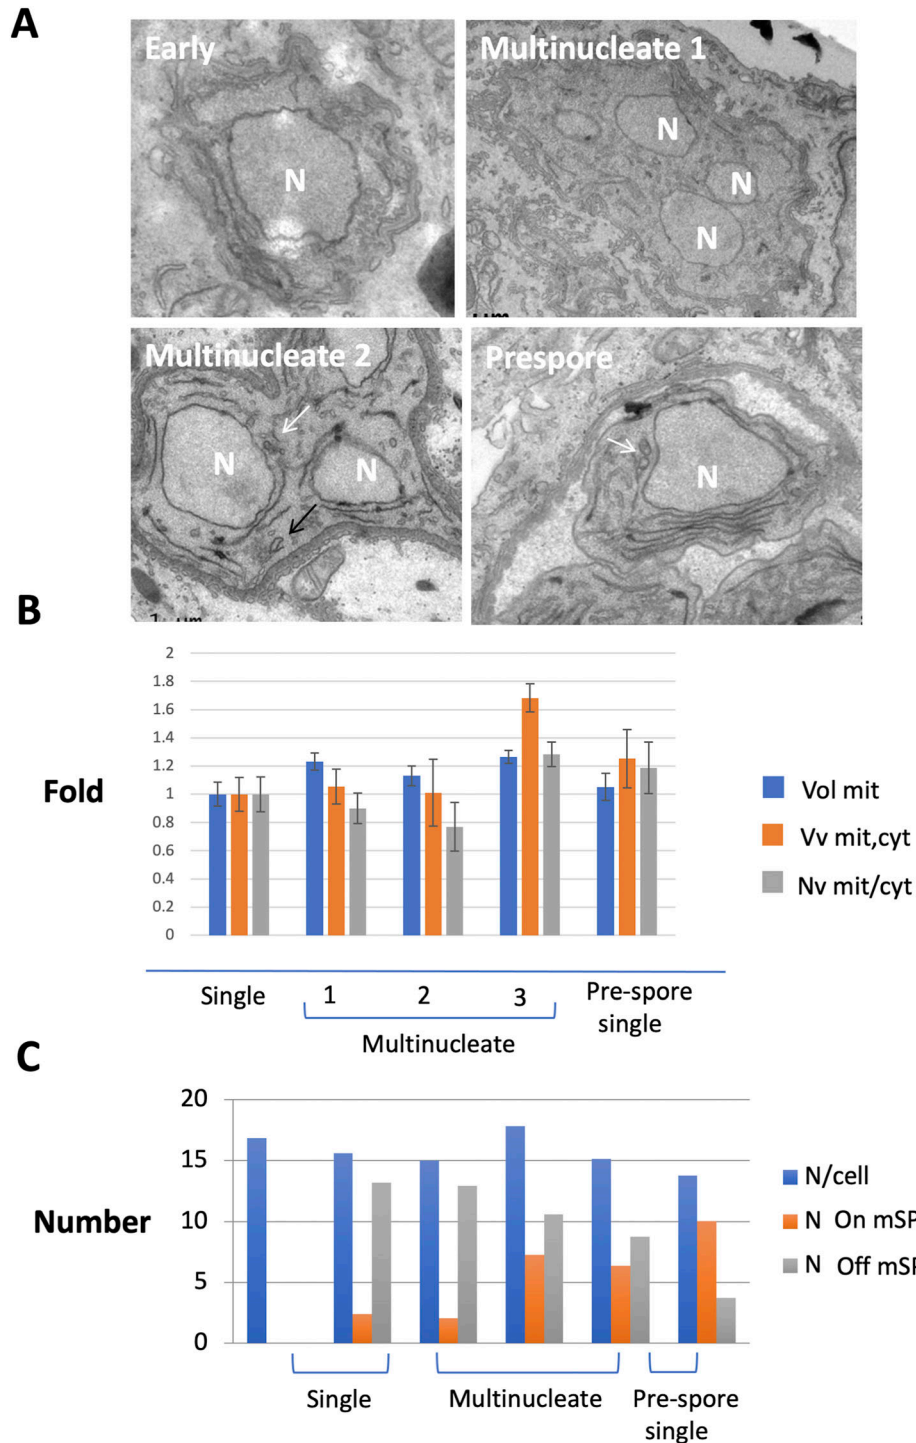 A
Early
Multinucleate 1
N
N
N
N
Multinucleate 2
Prespore
N
N
N
B
2
1.8
1.6
1.4
1.2
1
0.8
0.6
0.4
0.2
0
Fold
Vol mit
Vv mit,cyt
Nv mit/cyt
Single
1
2
3
Pre-spore
single
Multinucleate
C
20
15
10
5
0
Number
N/cell
N On mSP
N Off mSP
Single
Multinucleate
Pre-spore
single